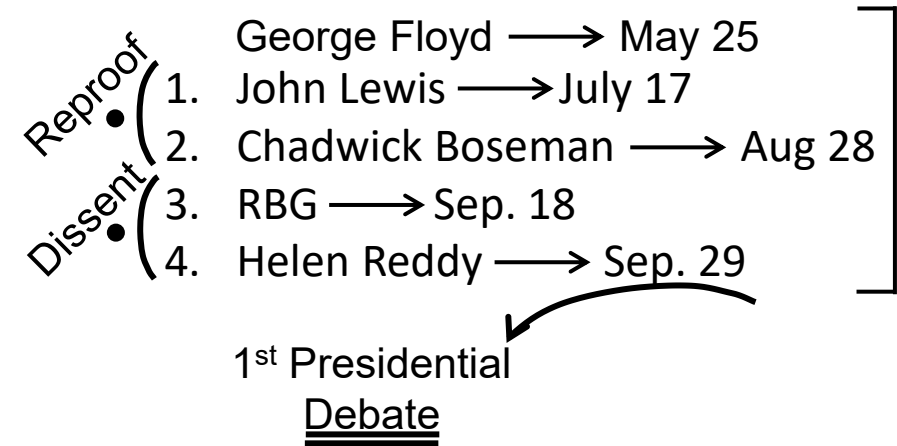 George Floyd → May 25
Reproof
1. John Lewis → July 17
2. Chadwick Boseman → Aug 28
Dissent
3. RBG → Sep. 18
4. Helen Reddy → Sep. 29
1st Presidential
Debate